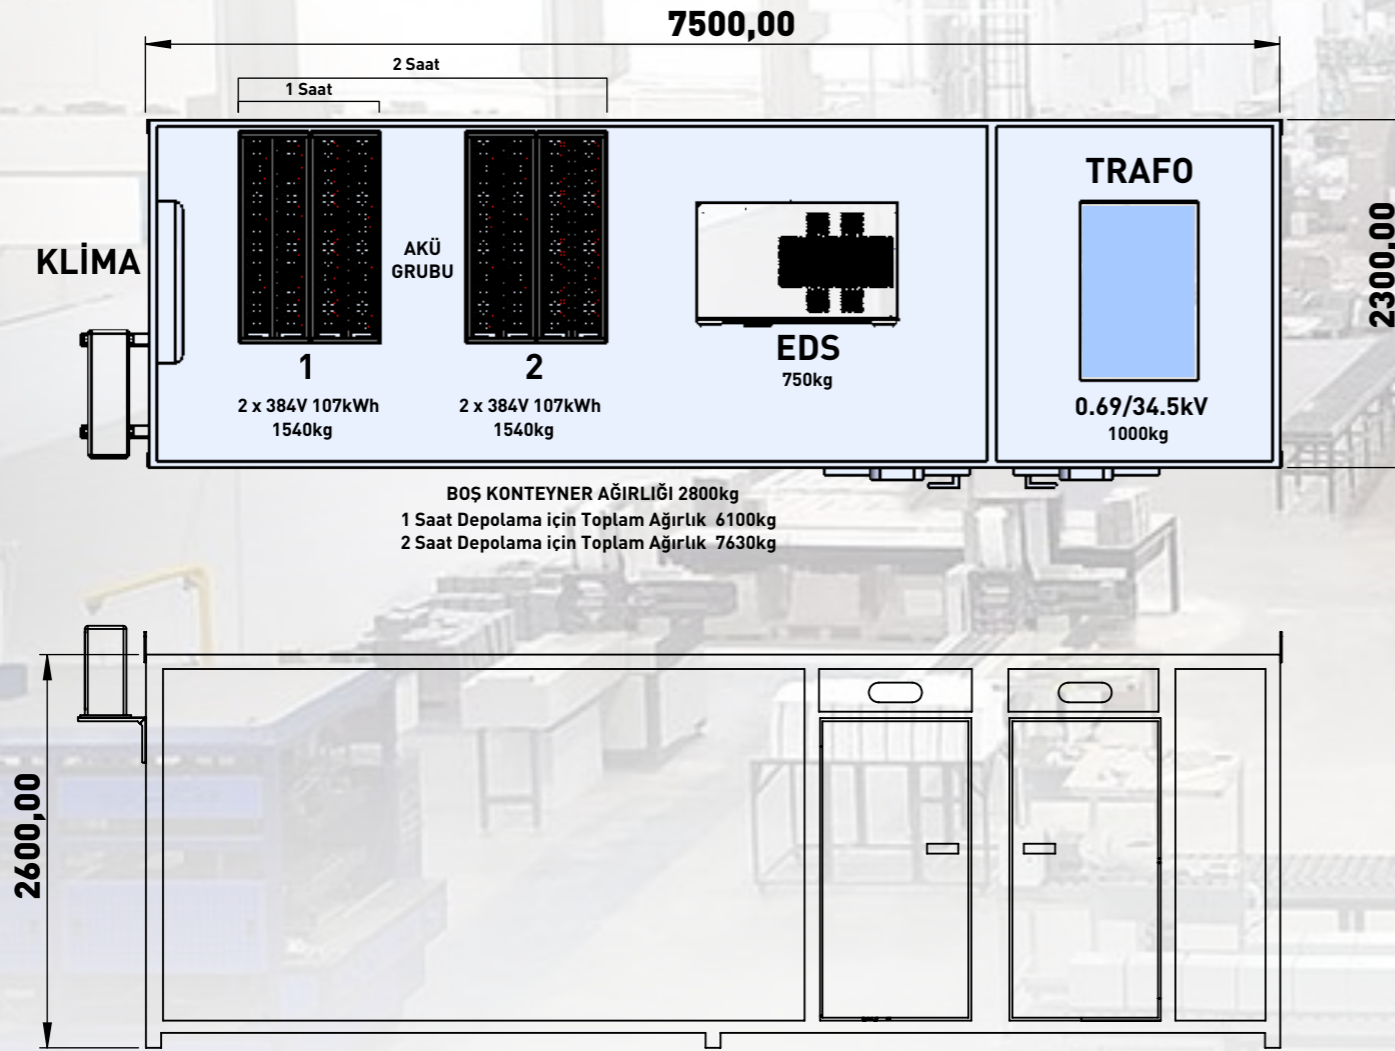 7500,00
2 Saat
1 Saat
KLİMA
AKÜ
GRUBU
TRAFO
2300,00
1
2
EDS
750kg
2 x 384V 107kWh
1540kg
2 x 384V 107kWh
1540kg
0.69/34.5kV
1000kg
BOŞ KONTEYNER AĞIRLIĞI 2800kg
1 Saat Depolama için Toplam Ağırlık 6100kg
2 Saat Depolama için Toplam Ağırlık 7630kg
2600,00